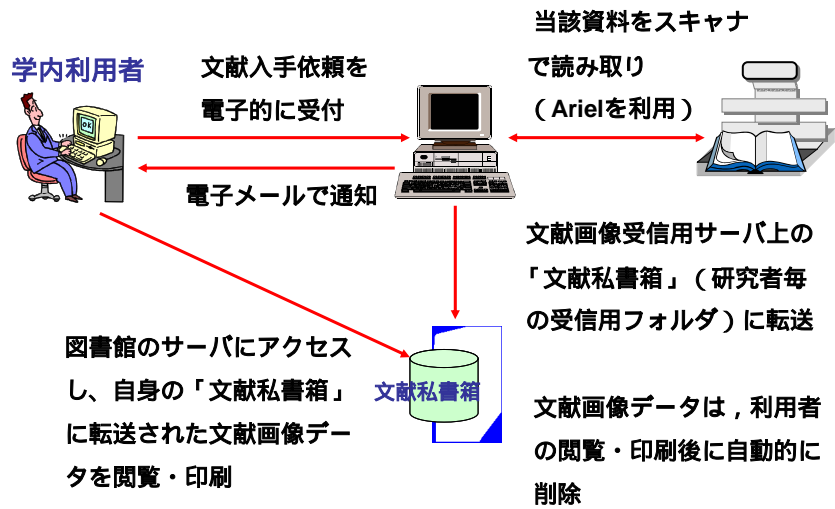 学内利用者
文献入手依頼を
電子的に受付
当該資料をスキャナ
で読み取り
（Arielを利用）
OK
E
電子メールで通知
文献画像受信用サーバ上の
「文献私書箱」（研究者毎
の受信用フォルダ）に転送
図書館のサーバにアクセス
し、自身の「文献私書箱」
に転送された文献画像デー
タを閲覧・印刷
文献私書箱
文献画像データは，利用者
の閲覧・印刷後に自動的に
削除